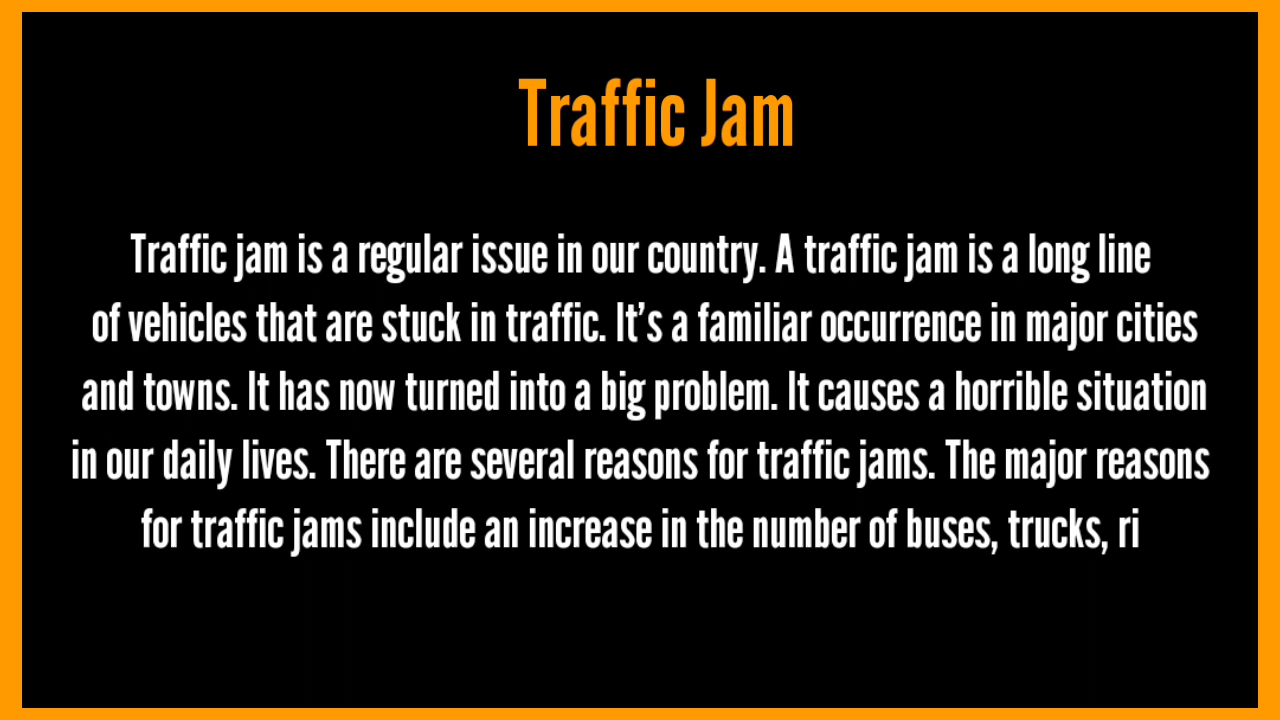 Traffic Jam
Traffic jam is a regular issue in our country. A traffic jam is a long line
of vehicles that are stuck in traffic. It’s a familiar occurrence in major cities
and towns. It has now turned into a big problem. It causes a horrible situation
in our daily lives. There are several reasons for traffic jams. The major reasons
for traffic jams include an increase in the number of buses, trucks, ri